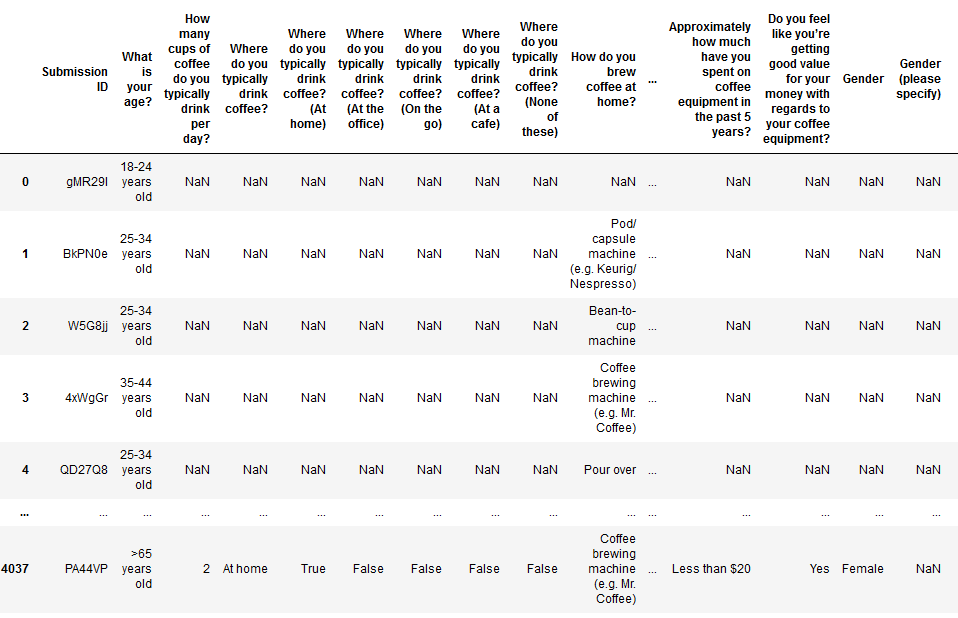 Submission ID | What is your age? | How many cups of coffee do you typically drink per day? | Where do you typically drink coffee? | Where do you typically drink coffee? (At home) | Where do you typically drink coffee? (At the office) | Where do you typically drink coffee? (On the go) | Where do you typically drink coffee? (At a cafe) | Where do you typically drink coffee? (None of these) | How do you brew coffee at home? | ... | Approximately how much have you spent on coffee equipment in the past 5 years? | Do you feel like you’re getting good value for your money with regards to your coffee equipment? | Gender | Gender (please specify)
0 | gMR29l | 18-24 years old | NaN | NaN | NaN | NaN | NaN | NaN | NaN | NaN | ... | NaN | NaN | NaN | NaN
1 | BkPN0e | 25-34 years old | NaN | NaN | NaN | NaN | NaN | NaN | NaN | Pod/capsule machine (e.g. Keurig/Nespresso) | ... | NaN | NaN | NaN | NaN
2 | W5G8jj | 25-34 years old | NaN | NaN | NaN | NaN | NaN | NaN | NaN | Bean-to-cup machine | ... | NaN | NaN | NaN | NaN
3 | 4xWgGr | 35-44 years old | NaN | NaN | NaN | NaN | NaN | NaN | NaN | Coffee brewing machine (e.g. Mr. Coffee) | ... | NaN | NaN | NaN | NaN
4 | QD27Q8 | 25-34 years old | NaN | NaN | NaN | NaN | NaN | NaN | NaN | Pour over | ... | NaN | NaN | NaN | NaN
... | ... | ... | ... | ... | ... | ... | ... | ... | ... | ... | ... | ... | ... | ... | ...
4037 | PA44VP | >65 years old | 2 | At home | True | False | False | False | False | Coffee brewing machine (e.g. Mr. Coffee) | ... | Less than $20 | Yes | Female | NaN